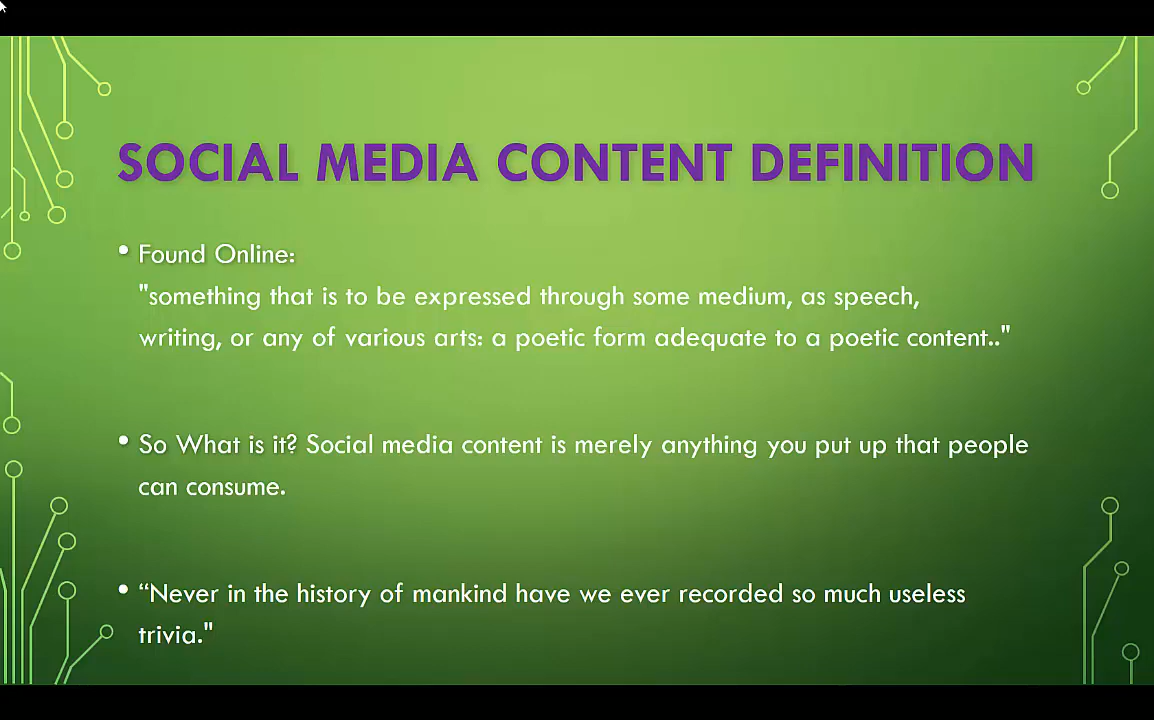 SOCIAL MEDIA CONTENT DEFINITION
• Found Online:
"something that is to be expressed through some medium, as speech,
writing, or any of various arts: a poetic form adequate to a poetic content.."
• So What is it? Social media content is merely anything you put up that people
can consume.
• “Never in the history of mankind have we ever recorded so much useless
trivia."